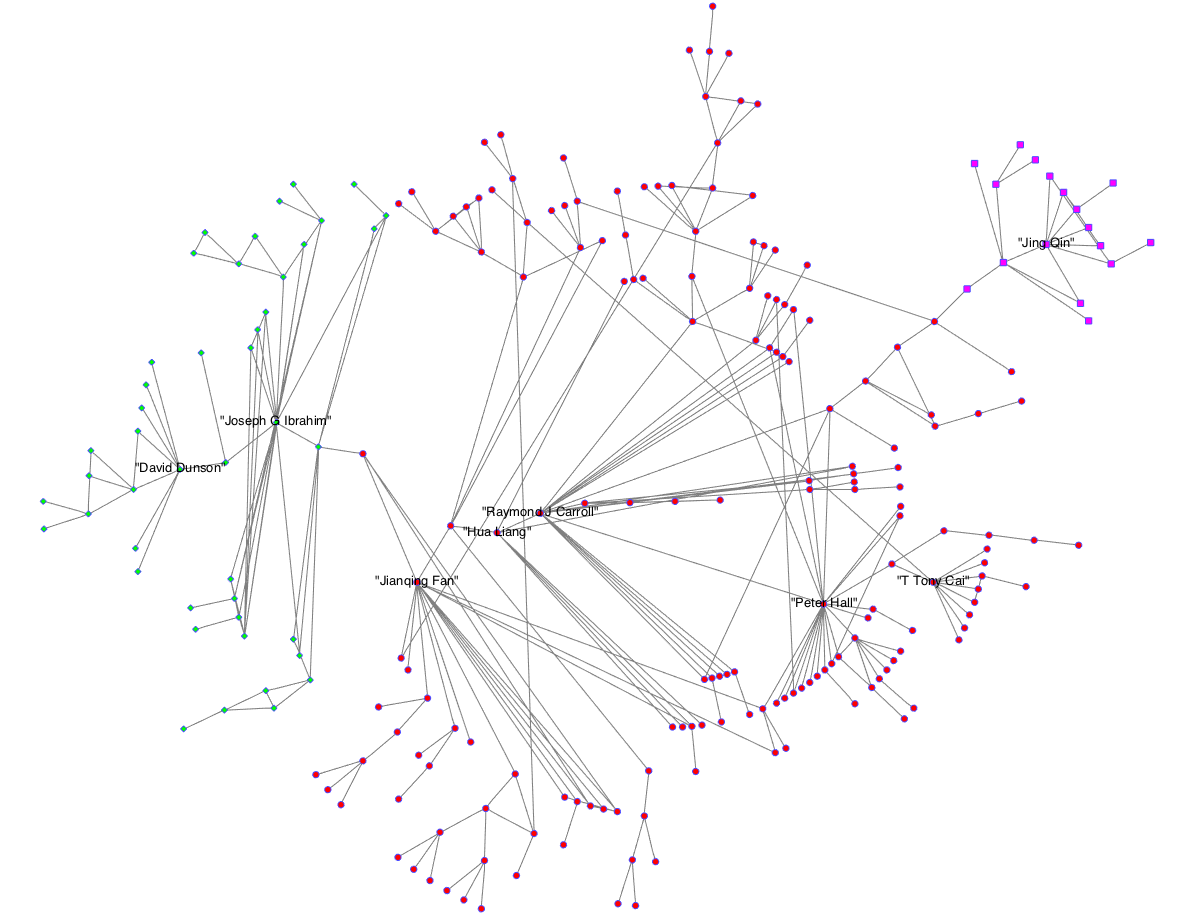 "Jing Qin"
"Joseph G Ibrahim"
"David Dunson"
"Raymond J Carroll"
"Hua Liang"
"Jianqing Fan"
"T Tony Cai"
"Peter Hall"